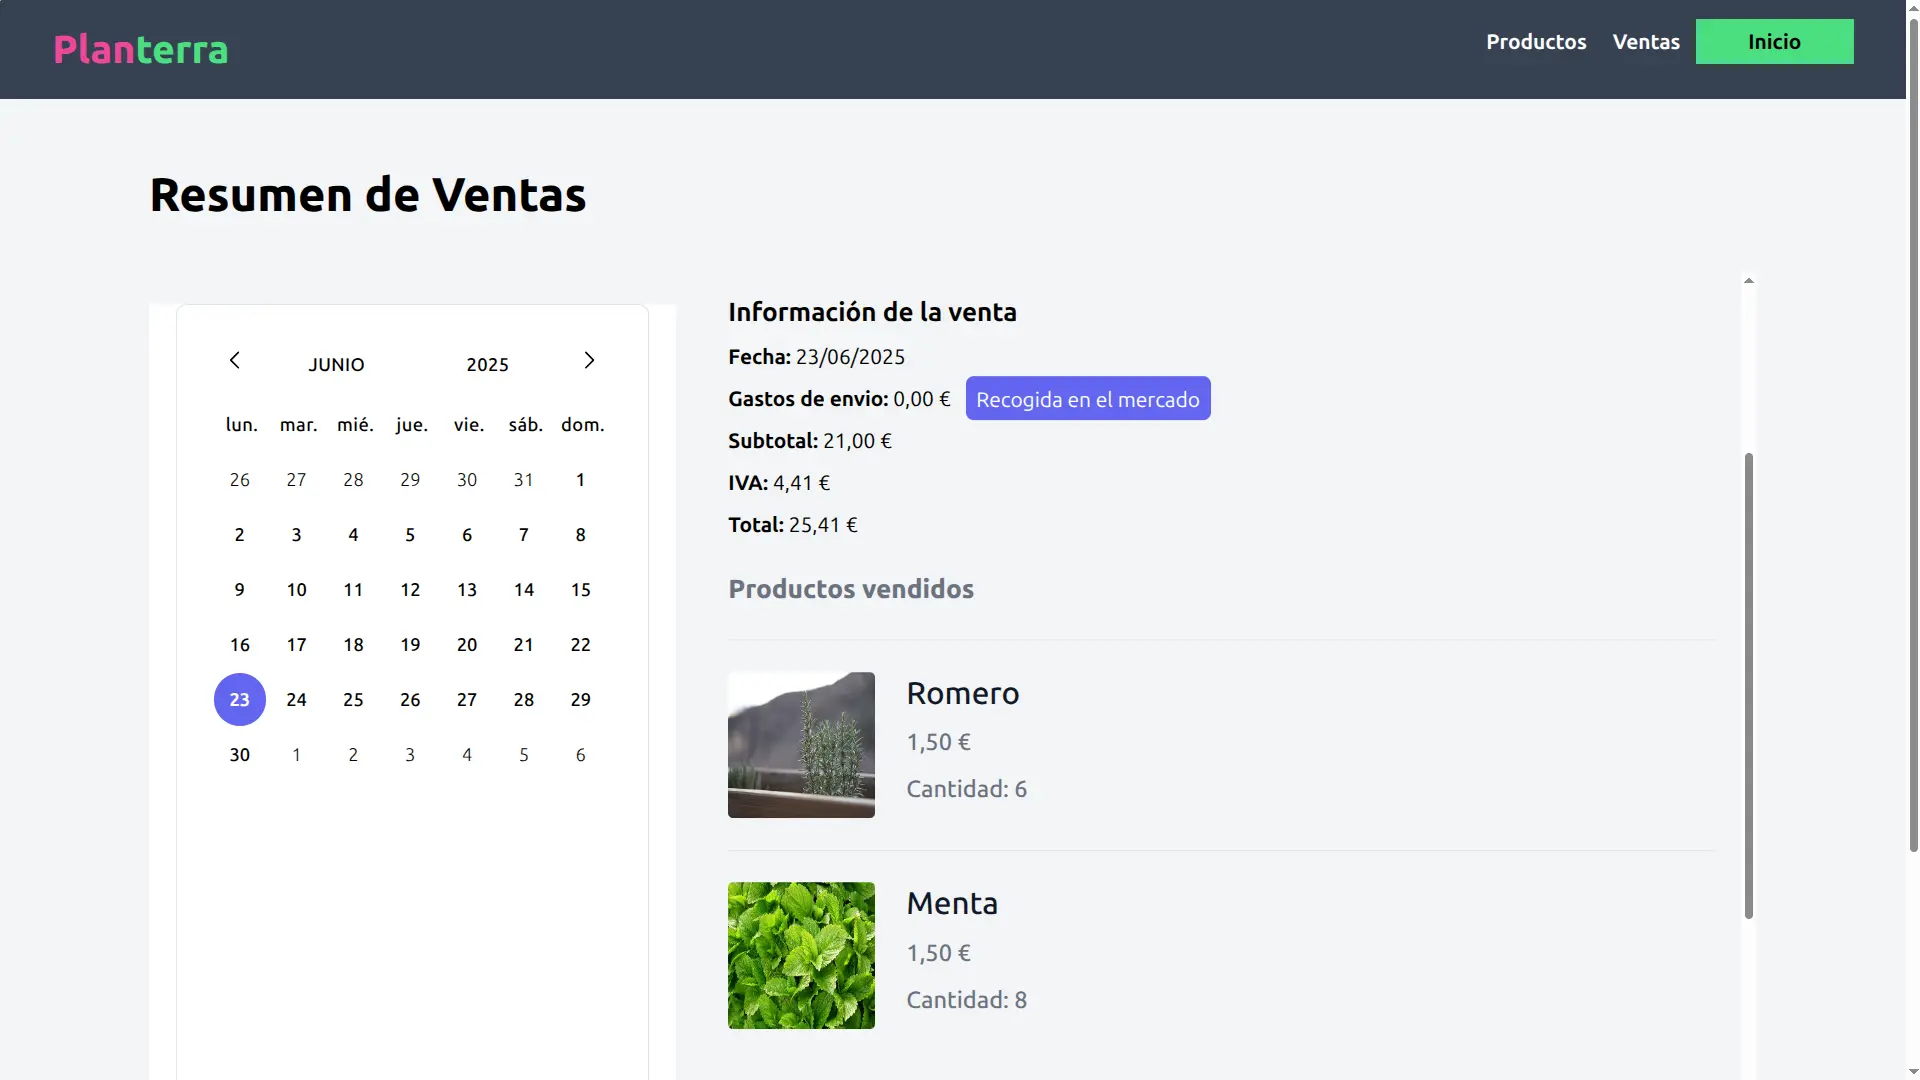 Planterra
Productos Ventas Inicio
Resumen de Ventas
JUNIO 2025
lun. mar. mié. jue. vie. sáb. dom.
26 27 28 29 30 31 1
2 3 4 5 6 7 8
9 10 11 12 13 14 15
16 17 18 19 20 21 22
23 24 25 26 27 28 29
30 1 2 3 4 5 6
Información de la venta
Fecha: 23/06/2025
Gastos de envio: 0,00 € Recogida en el mercado
Subtotal: 21,00 €
IVA: 4,41 €
Total: 25,41 €
Productos vendidos
Romero
1,50 €
Cantidad: 6
Menta
1,50 €
Cantidad: 8